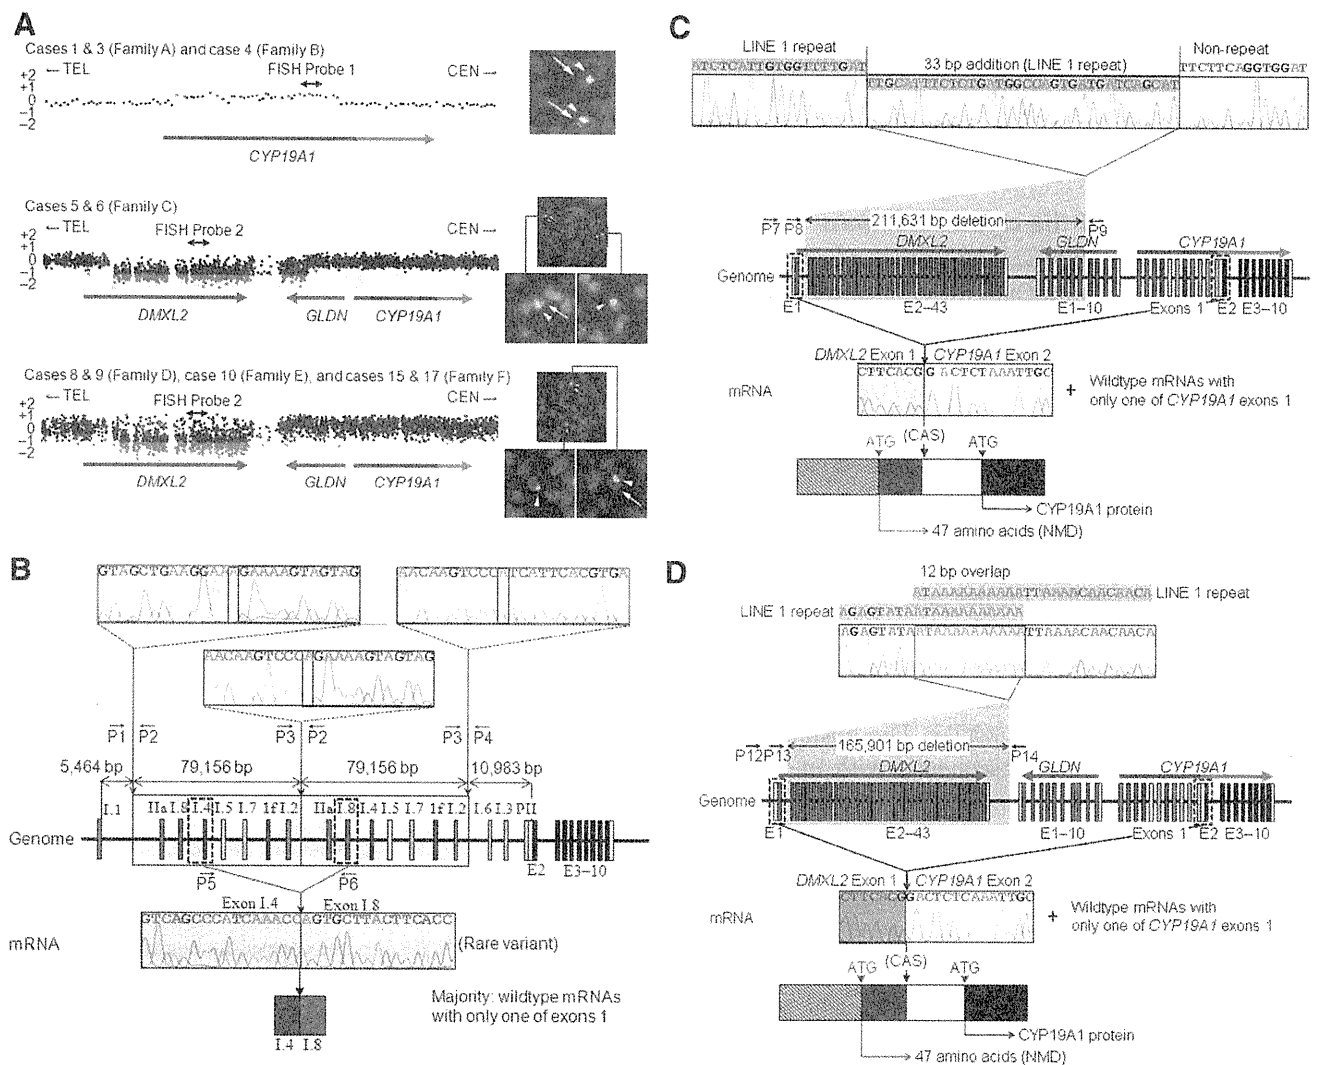 A
Cases 1 & 3 (Family A) and case 4 (Family B)
←TEL
FISH Probe 1
CEN→
+2
+1
0
−1
−2
CYP19A1
Cases 5 & 6 (Family C)
←TEL
FISH Probe 2
CEN→
+2
+1
0
−1
−2
DMXL2
GLDN
CYP19A1
Cases 8 & 9 (Family D), case 10 (Family E), and cases 15 & 17 (Family F)
←TEL
FISH Probe 2
CEN→
+2
+1
0
−1
−2
DMXL2
GLDN
CYP19A1
B
GTAGCTGAAGGAAAGAAAAGTAGTAG
AACAAGTCCCATCATTCACGTGA
AACAAGTCCCAGAAAAGTAGTAG
P1 P2
P3 P2
P3 P4
5,464 bp
79,156 bp
79,156 bp
10,983 bp
I.1
IIa I.8 I.4 I.5 I.7 1f I.2
IIa I.8 I.4 I.5 I.7 1f I.2
I.6 I.3 PII
Genome
E2
E3–10
P5
P6
Exon I.4
Exon I.8
GTCAGCCCATCAAACCAGTGCTTACTTCACC
mRNA
(Rare variant)
I.4 I.8
Majority: wildtype mRNAs
with only one of exons 1
C
LINE 1 repeat
33 bp addition (LINE 1 repeat)
Non-repeat
ATCTCATTGTGGTTTTGAT
TTGCATTTCTCTGATGGCCAGTGATGATCAGCAT
TTCTTCAGGTGGAT
211,631 bp deletion
P7 P8
P9
DMXL2
GLDN
CYP19A1
Genome
E1
E2–43
E1–10
Exons 1
E2
E3–10
DMXL2 Exon 1
CYP19A1 Exon 2
CTTCACGGACTCTAAATTGC
mRNA
+
Wildtype mRNAs with
only one of CYP19A1 exons 1
ATG
(CAS)
ATG
CYP19A1 protein
47 amino acids (NMD)
D
12 bp overlap
ATAAAAAAAAAATTAAAACAACAACA LINE 1 repeat
LINE 1 repeat AGAGTATAATAAAAAAAAAA
AGAGTATAATAAAAAAAAAATTAAAACAACAACA
165,901 bp deletion
P12 P13
P14
DMXL2
GLDN
CYP19A1
Genome
E1
E2–43
E1–10
Exons 1
E2
E3–10
DMXL2 Exon 1
CYP19A1 Exon 2
CTTCACGGACTCTCAAATTGC
mRNA
+
Wildtype mRNAs with
only one of CYP19A1 exons 1
ATG
(CAS)
ATG
CYP19A1 protein
47 amino acids (NMD)